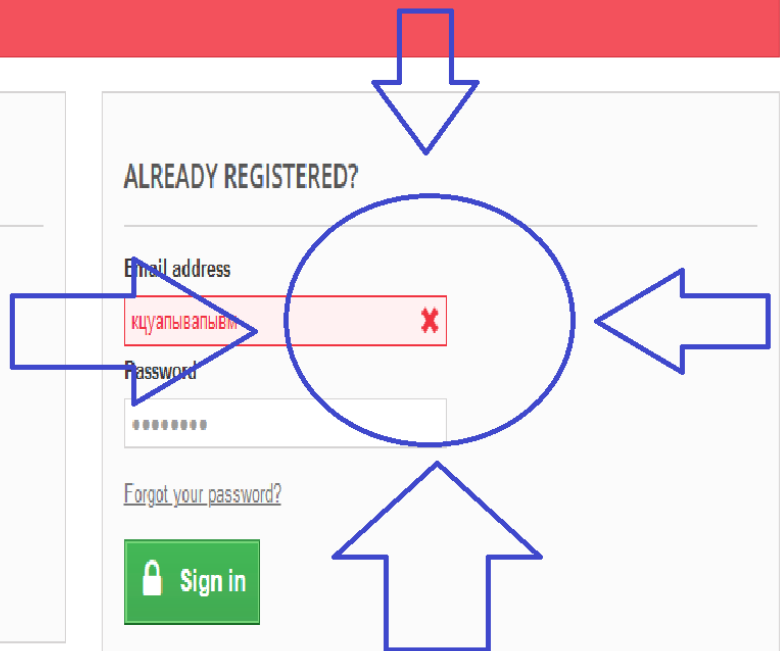 ALREADY REGISTERED?
Email address
кцуапывапывм
Password
Forgot your password?
Sign in